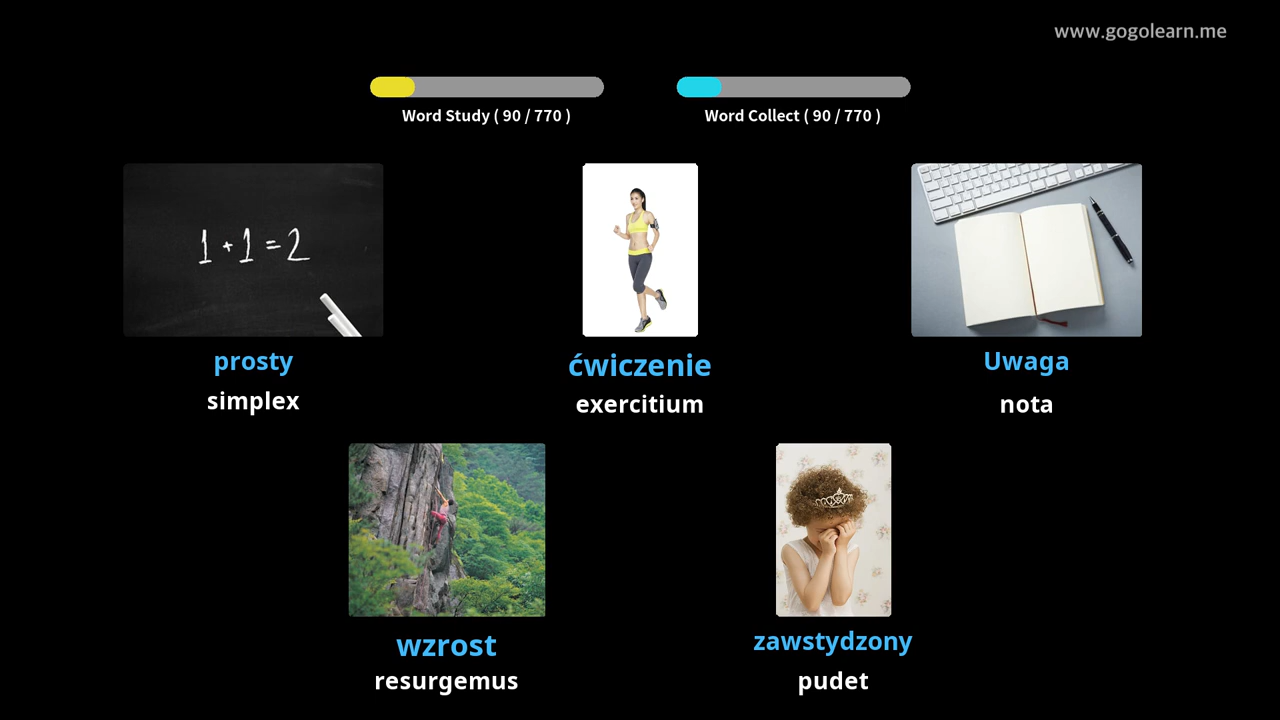 www.gogolearn.me
Word Study ( 90 / 770 )
Word Collect ( 90 / 770 )
1 + 1 = 2
prosty
simplex
ćwiczenie
exercitium
Uwaga
nota
wzrost
resurgemus
zawstydzony
pudet